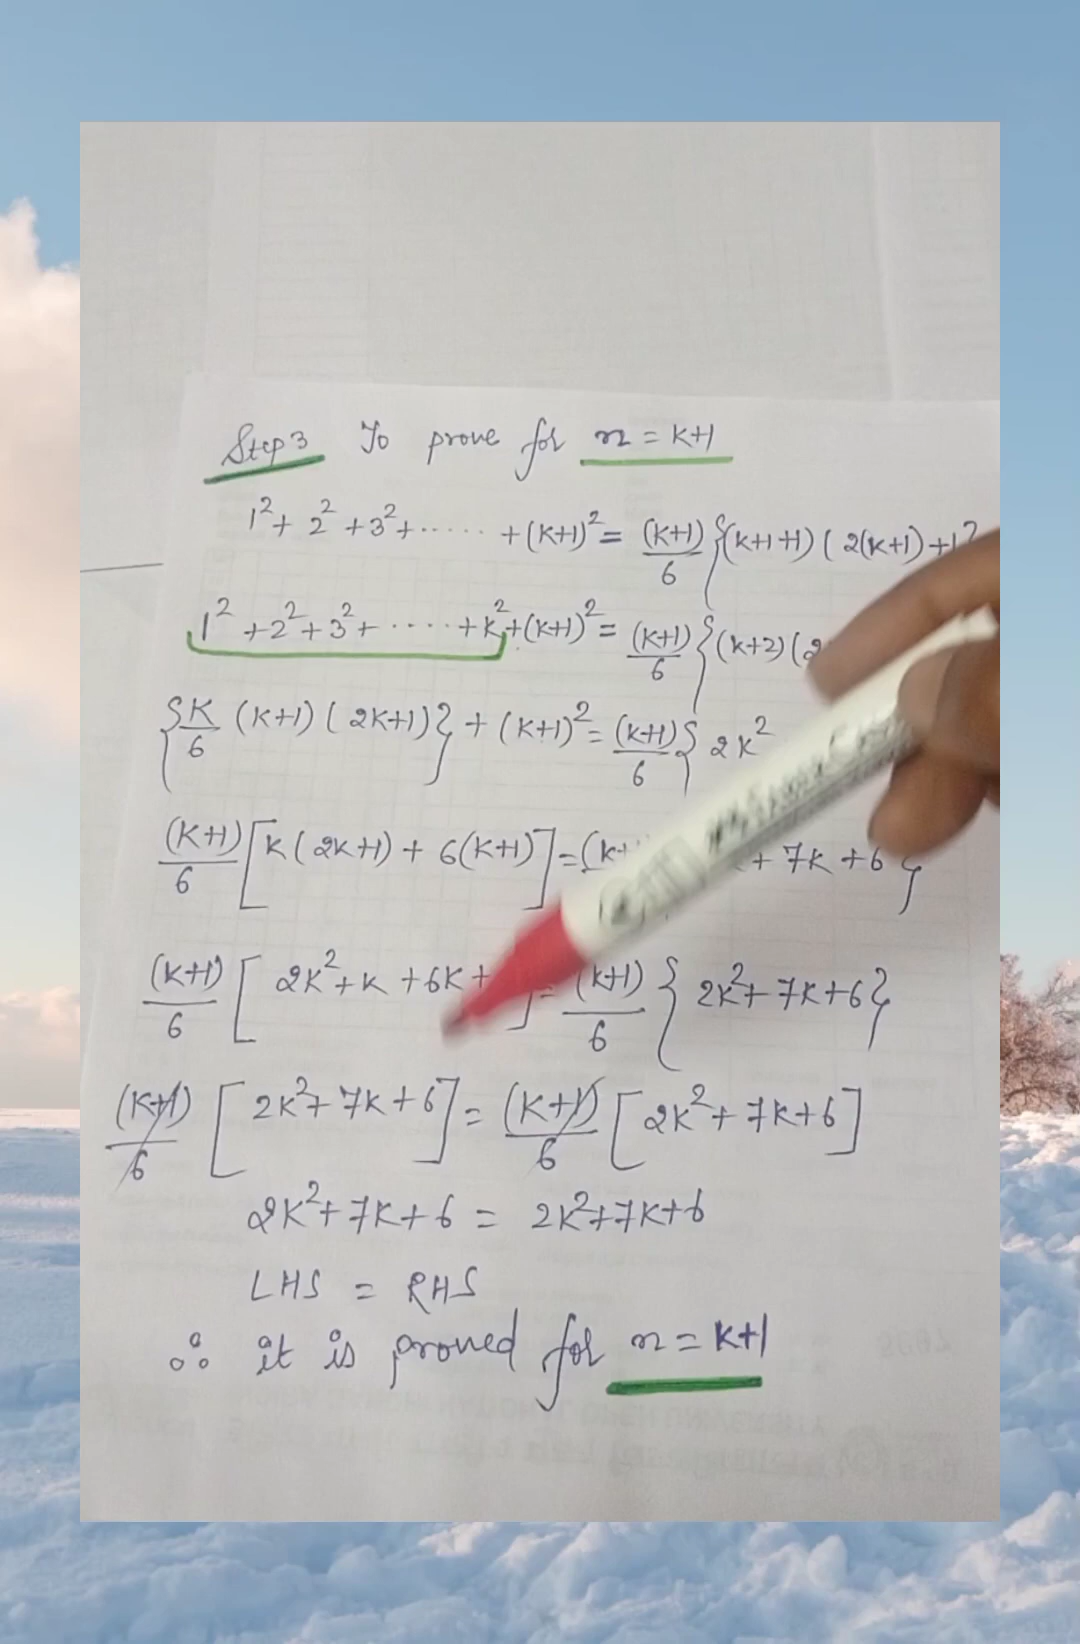 Step 3 To prove for n = k+1
1² + 2² + 3² + ..... + (k+1)² = (k+1)/6 {(k+1+1) ( 2(k+1)+1
1² + 2² + 3² + ..... + k² + (k+1)² = (k+1)/6 {(k+2) (2
{k/6 (k+1) ( 2k+1)} + (k+1)² = (k+1)/6 { 2k²
(k+1)/6 [k ( 2k+1) + 6(k+1)] = (k+ + 7k + 6 }
(k+1)/6 [ 2k² + k + 6k + ] = (k+1)/6 { 2k² + 7k + 6}
(k+1)/6 [ 2k² + 7k + 6] = (k+1)/6 [ 2k² + 7k + 6 ]
2k² + 7k + 6 = 2k² + 7k + 6
LHS = RHS
∴ it is proved for n = k+1